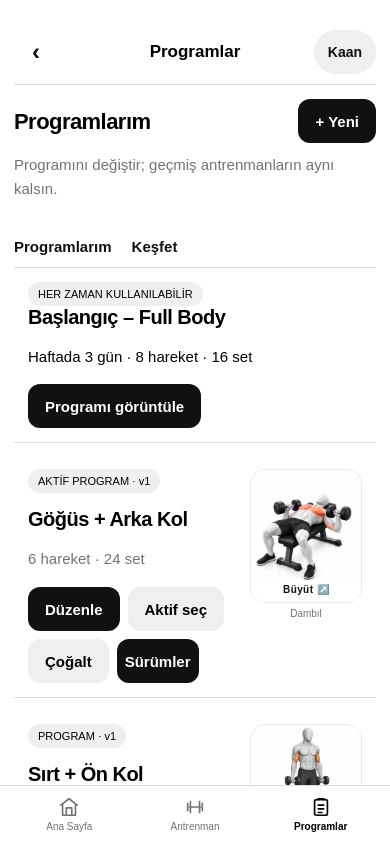 ‹
Programlar
Kaan
Programlarım
+ Yeni
Programını değiştir; geçmiş antrenmanların aynı
kalsın.
Programlarım
Keşfet
HER ZAMAN KULLANILABİLİR
Başlangıç – Full Body
Haftada 3 gün · 8 hareket · 16 set
Programı görüntüle
AKTİF PROGRAM · v1
Göğüs + Arka Kol
6 hareket · 24 set
Düzenle
Aktif seç
Çoğalt
Sürümler
Büyüt ↗
Dambıl
PROGRAM · v1
Sırt + Ön Kol
Ana Sayfa
Antrenman
Programlar